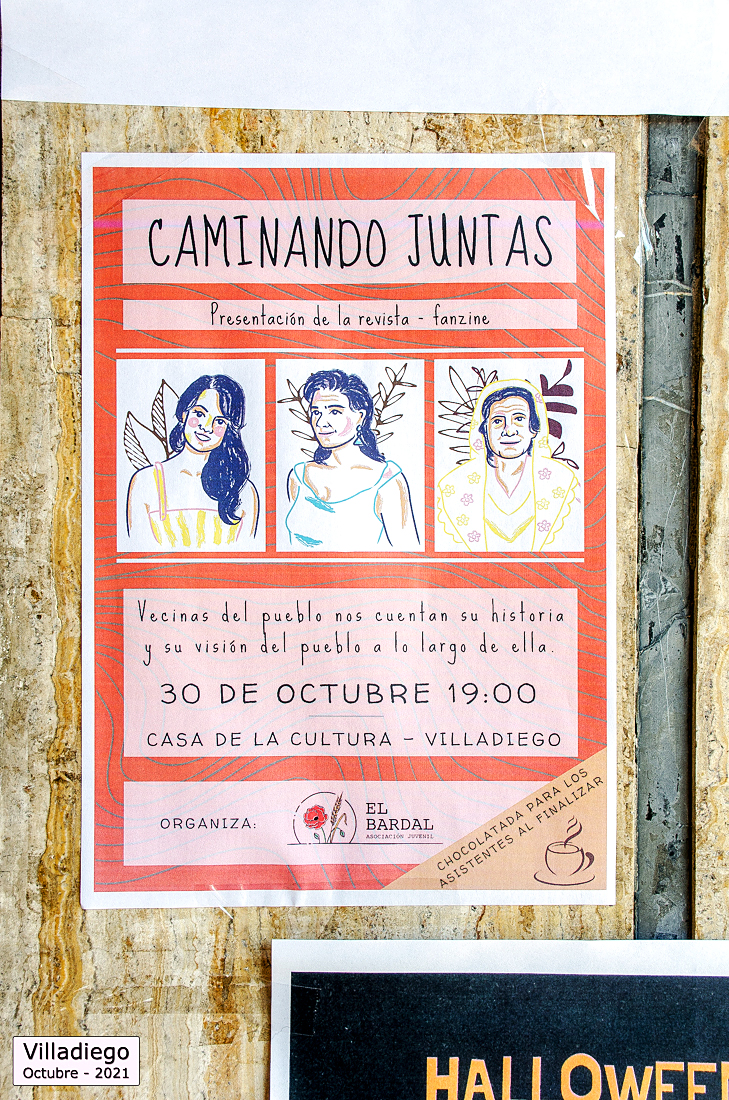 CAMINANDO JUNTAS
Presentación de la revista - fanzine
Vecinas del pueblo nos cuentan su historia
y su visión del pueblo a lo largo de ella.
30 DE OCTUBRE 19:00
CASA DE LA CULTURA - VILLADIEGO
ORGANIZA:
EL
BARDAL
ASOCIACIÓN JUVENIL
CHOCOLATADA PARA LOS
ASISTENTES AL FINALIZAR
HALLOWEEN
Villadiego
Octubre - 2021